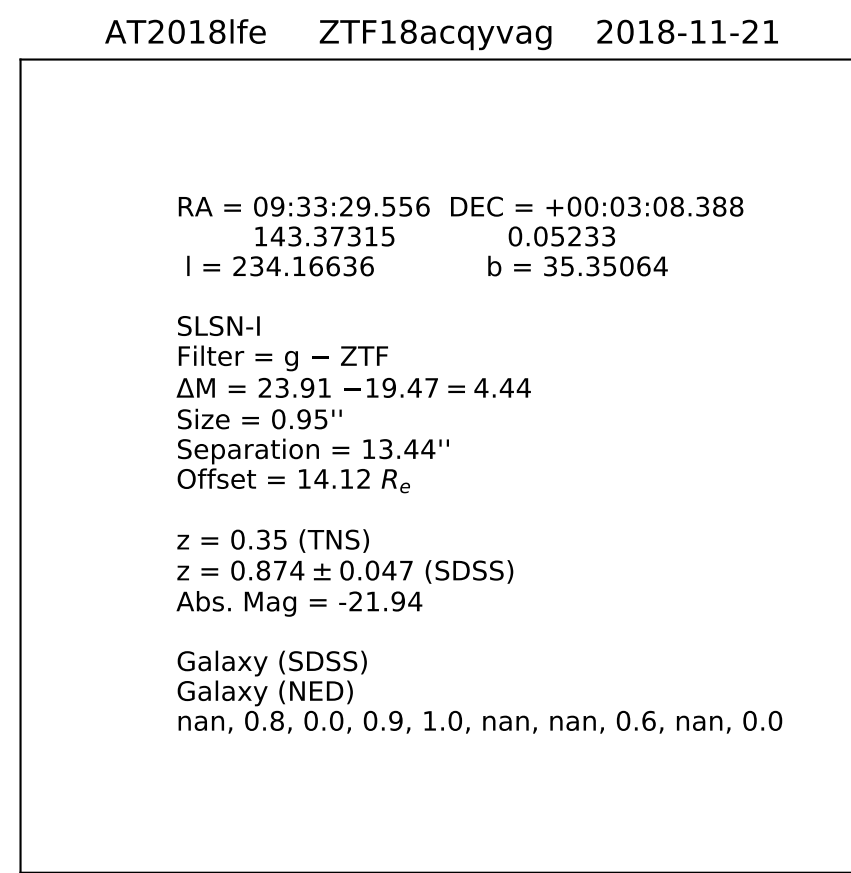 AT2018lfe ZTF18acqyvag 2018-11-21
RA = 09:33:29.556 DEC = +00:03:08.388
143.37315 0.05233
l = 234.16636 b = 35.35064
SLSN-I
Filter = g − ZTF
ΔM = 23.91 −19.47 = 4.44
Size = 0.95''
Separation = 13.44''
Offset = 14.12 Re
z = 0.35 (TNS)
z = 0.874 ± 0.047 (SDSS)
Abs. Mag = -21.94
Galaxy (SDSS)
Galaxy (NED)
nan, 0.8, 0.0, 0.9, 1.0, nan, nan, 0.6, nan, 0.0